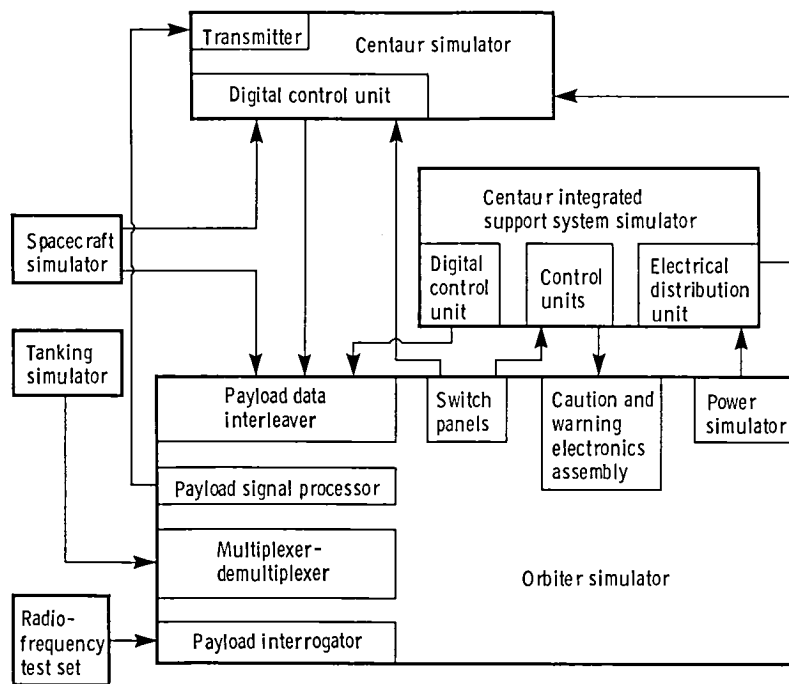 Transmitter
Centaur simulator
Digital control unit
Centaur integrated
support system simulator
Spacecraft
simulator
Digital
control
unit
Control
units
Electrical
distribution
unit
Tanking
simulator
Payload data
interleaver
Switch
panels
Caution and
warning
electronics
assembly
Power
simulator
Payload signal processor
Multiplexer-
demultiplexer
Orbiter simulator
Radio-
frequency
test set
Payload interrogator